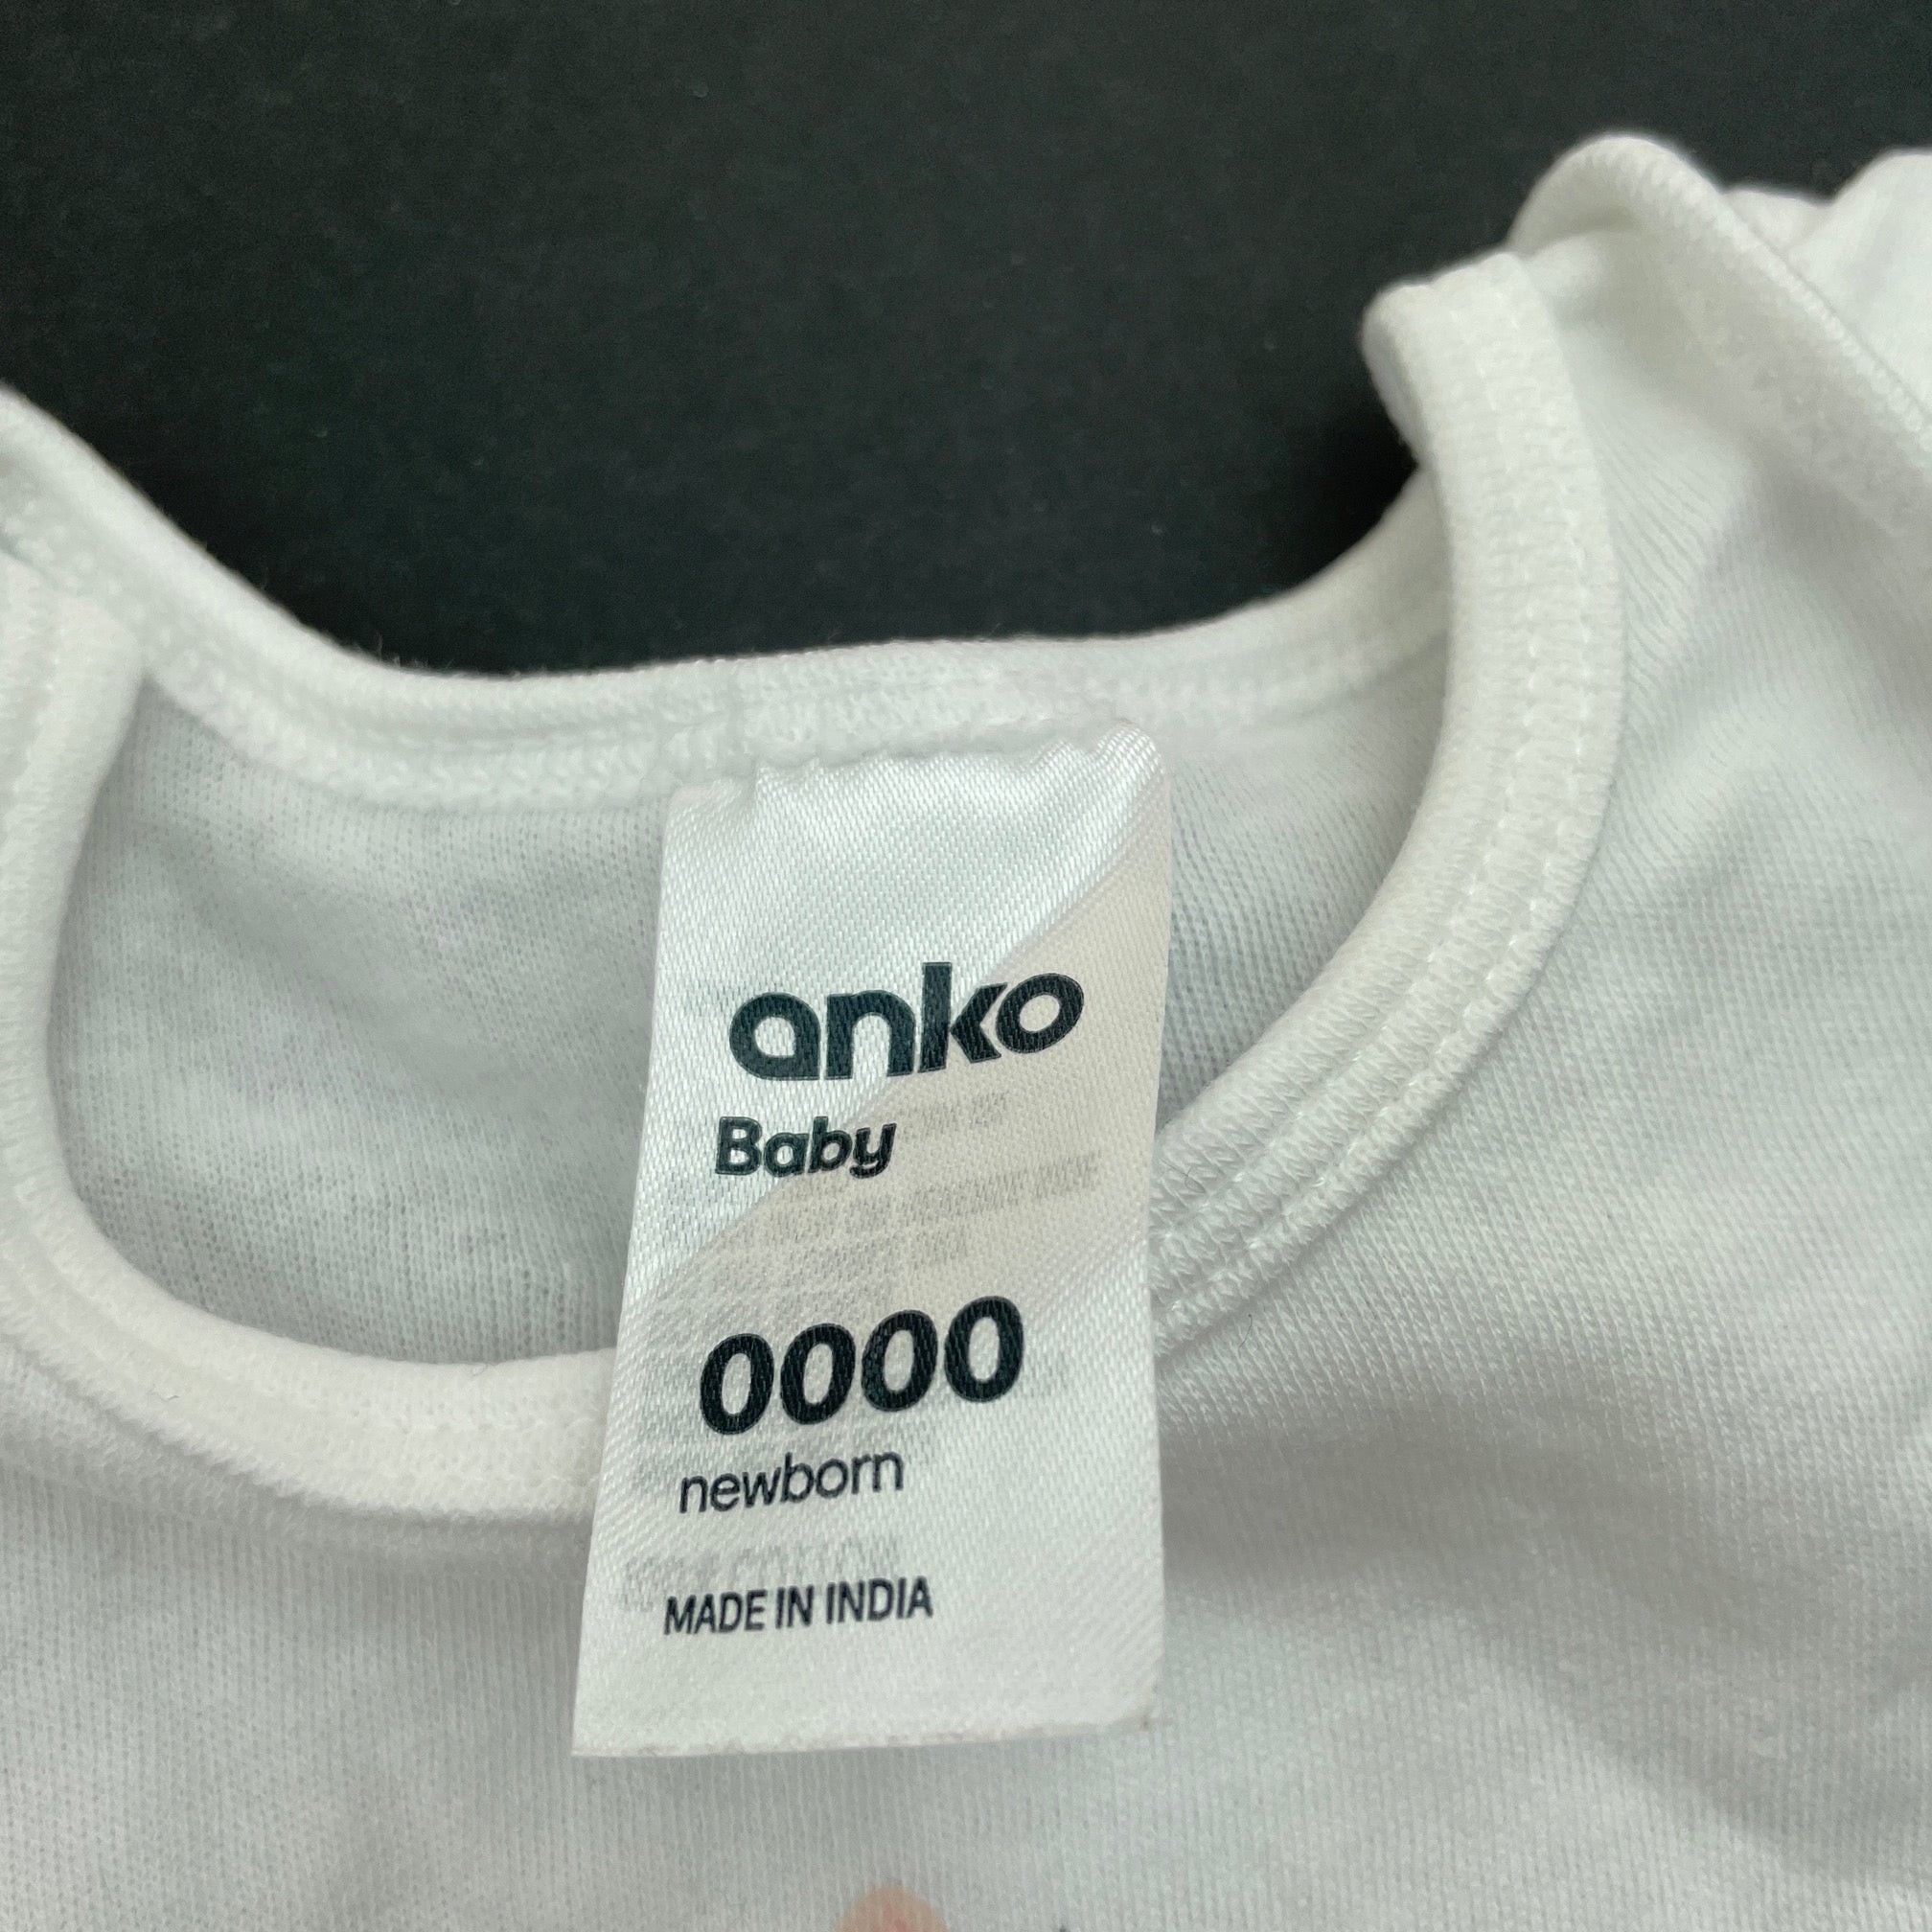 anko
Baby
0000
newborn
MADE IN INDIA